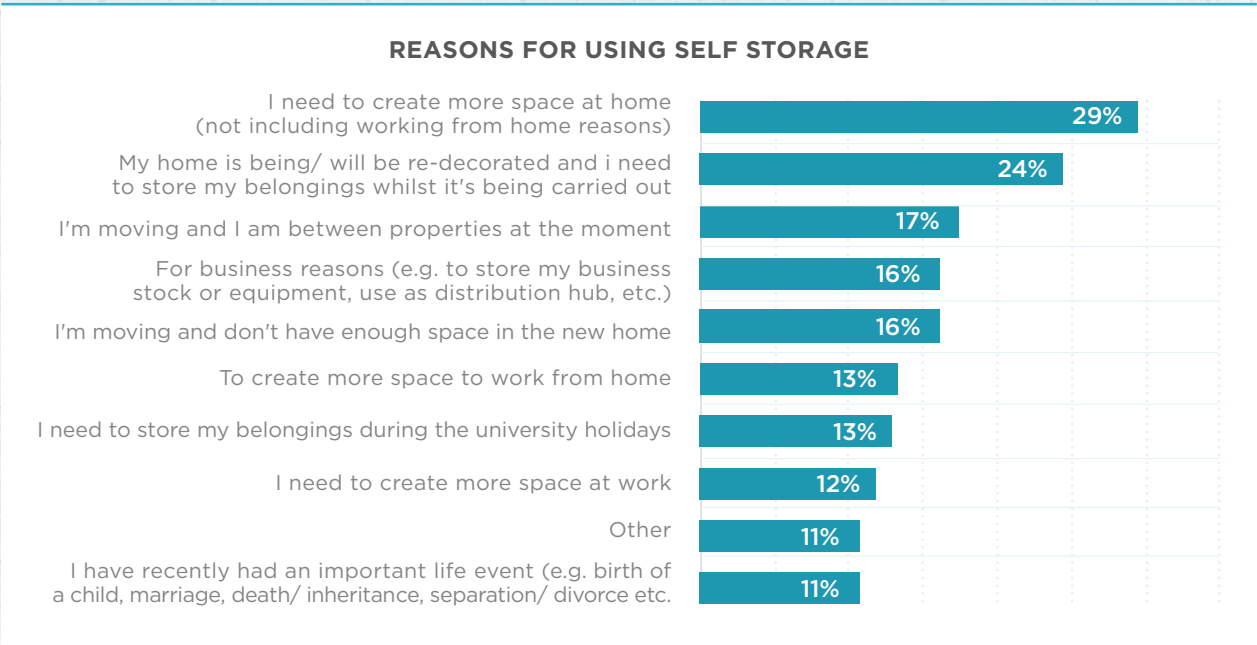 REASONS FOR USING SELF STORAGE
I need to create more space at home
(not including working from home reasons)
29%
My home is being/ will be re-decorated and i need
to store my belongings whilst it's being carried out
24%
I'm moving and I am between properties at the moment
17%
For business reasons (e.g. to store my business
stock or equipment, use as distribution hub, etc.)
16%
I'm moving and don't have enough space in the new home
16%
To create more space to work from home
13%
I need to store my belongings during the university holidays
13%
I need to create more space at work
12%
Other
11%
I have recently had an important life event (e.g. birth of
a child, marriage, death/ inheritance, separation/ divorce etc.
11%